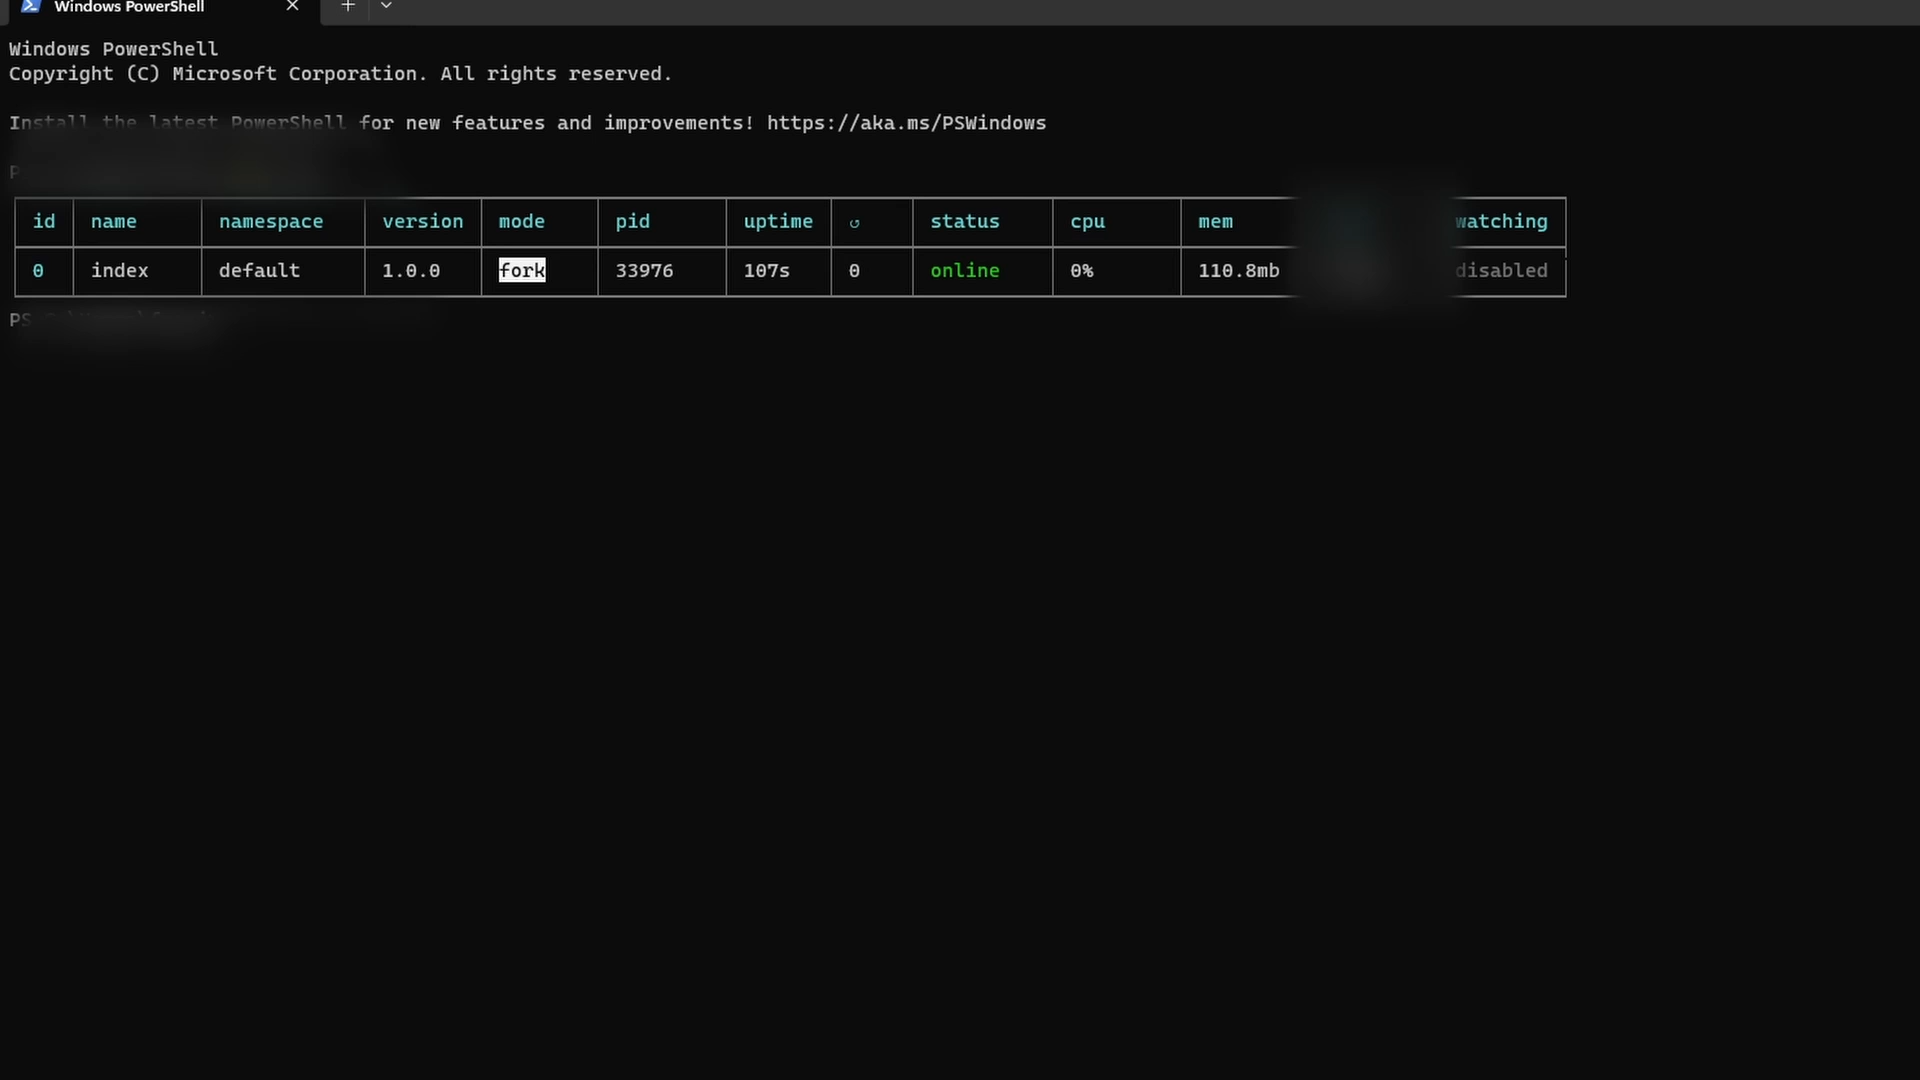 Windows PowerShell
Windows PowerShell
Copyright (C) Microsoft Corporation. All rights reserved.
Install the latest PowerShell for new features and improvements! https://aka.ms/PSWindows
id name namespace version mode pid uptime ↺ status cpu mem watching
0 index default 1.0.0 fork 33976 107s 0 online 0% 110.8mb disabled
PS